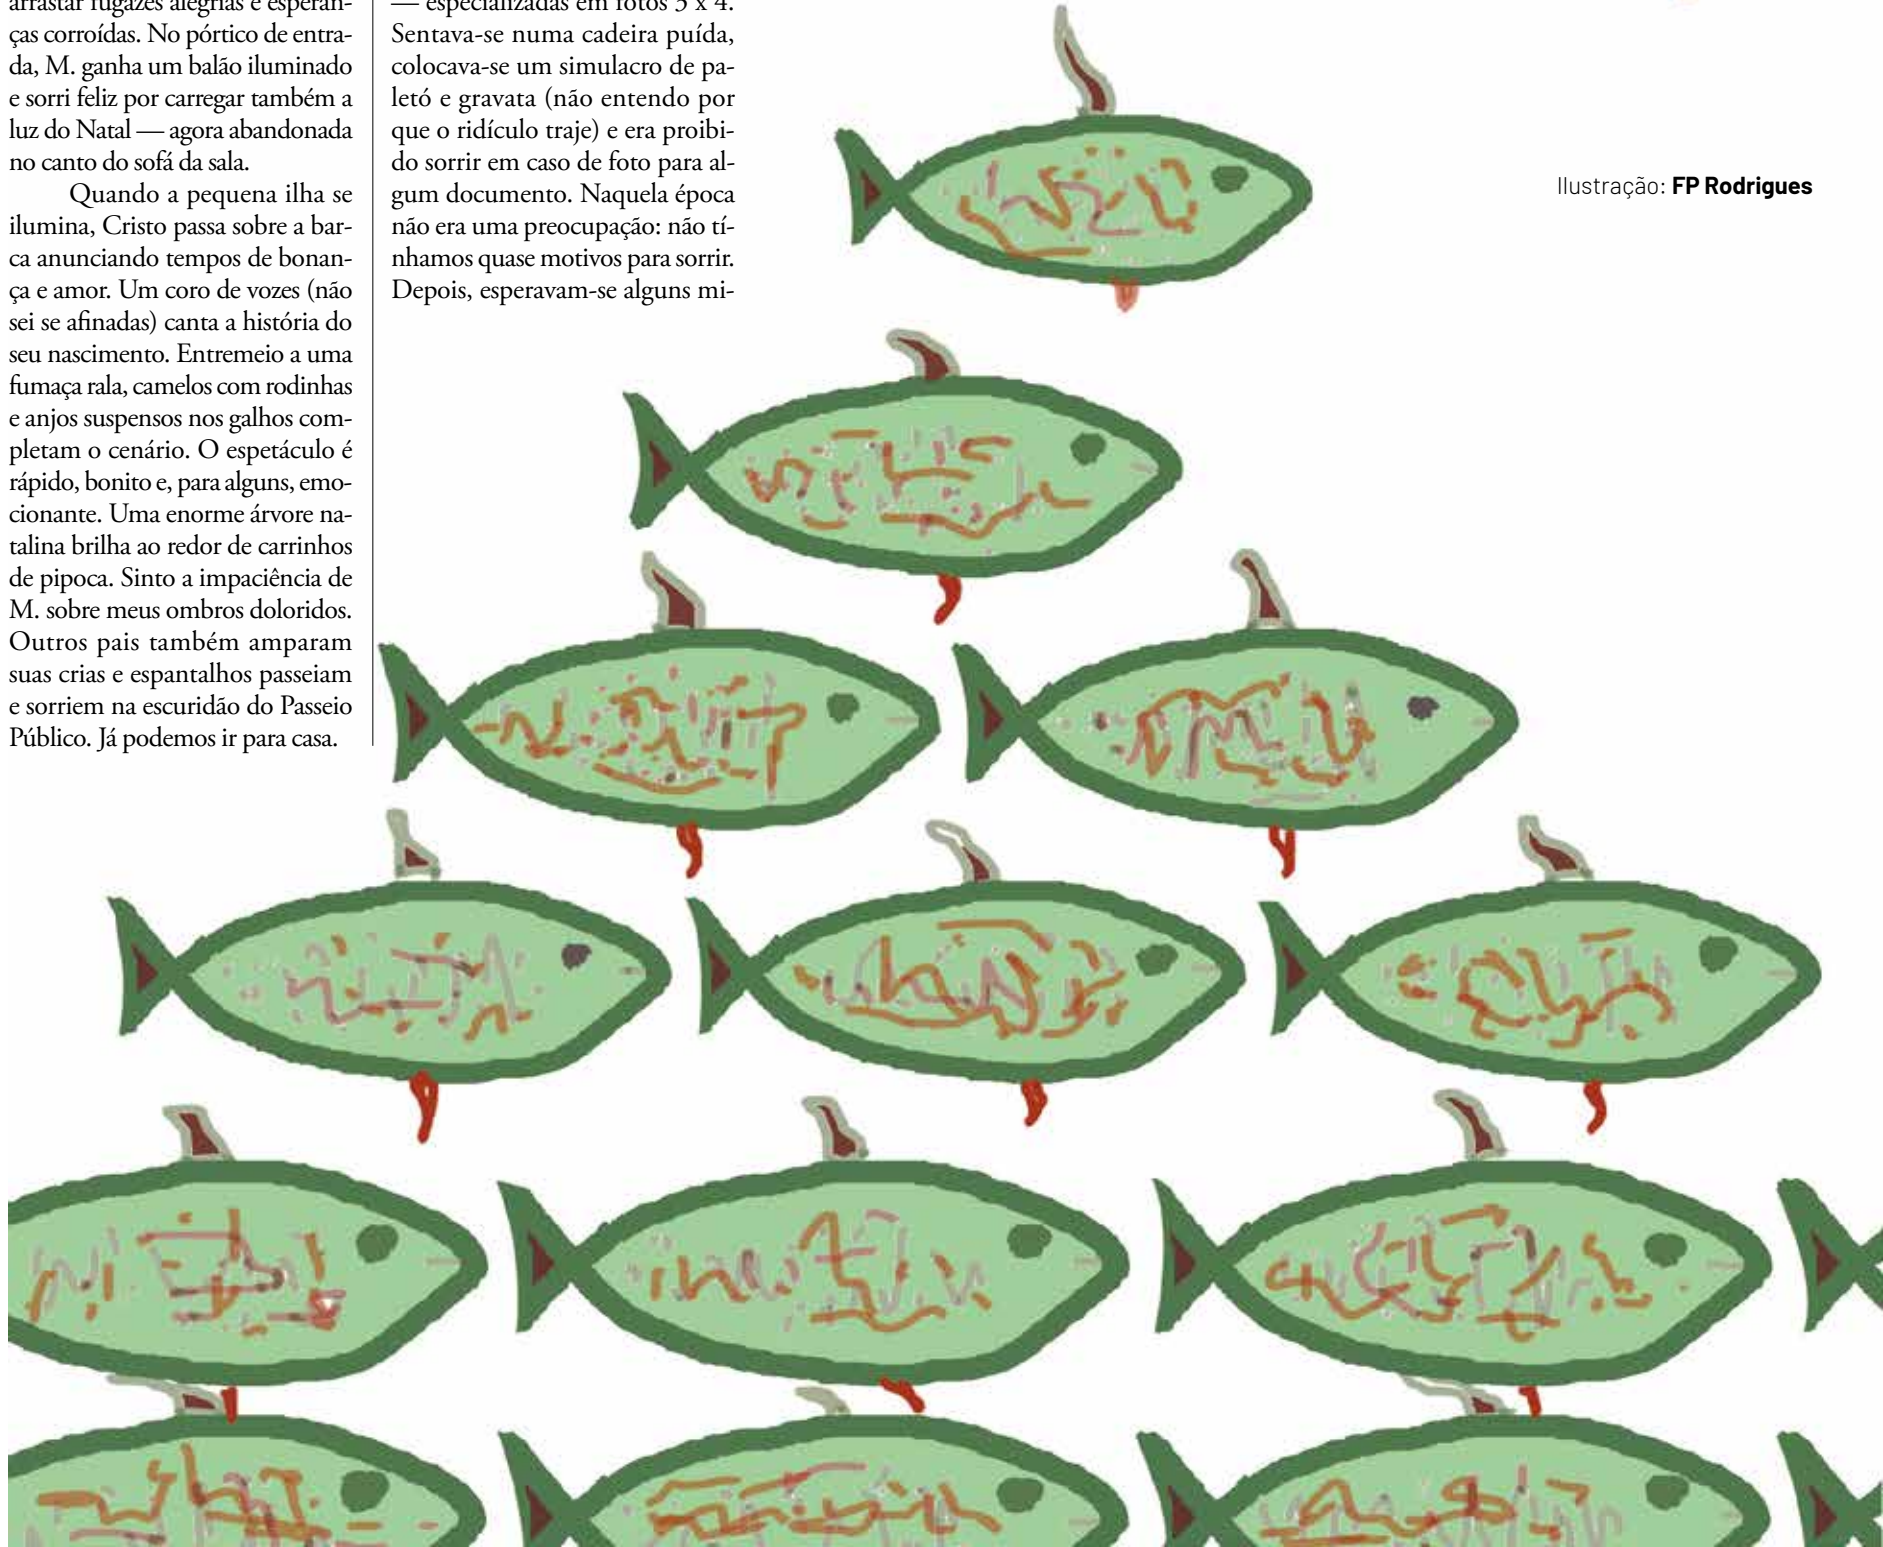 arrastar fugazes alegrias e esperan-
ças corroídas. No pórtico de entra-
da, M. ganha um balão iluminado
e sorri feliz por carregar também a
luz do Natal — agora abandonada
no canto do sofá da sala.
Quando a pequena ilha se
ilumina, Cristo passa sobre a bar-
ca anunciando tempos de bonan-
ça e amor. Um coro de vozes (não
sei se afinadas) canta a história do
seu nascimento. Entremeio a uma
fumaça rala, camelos com rodinhas
e anjos suspensos nos galhos com-
pletam o cenário. O espetáculo é
rápido, bonito e, para alguns, emo-
cionante. Uma enorme árvore na-
talina brilha ao redor de carrinhos
de pipoca. Sinto a impaciência de
M. sobre meus ombros doloridos.
Outros pais também amparam
suas crias e espantalhos passeiam
e sorriem na escuridão do Passeio
Público. Já podemos ir para casa.
— especializadas em fotos 3 x 4.
Sentava-se numa cadeira puída,
colocava-se um simulacro de pa-
letó e gravata (não entendo por
que o ridículo traje) e era proibi-
do sorrir em caso de foto para al-
gum documento. Naquela época
não era uma preocupação: não tí-
nhamos quase motivos para sorrir.
Depois, esperavam-se alguns mi-
Ilustração: FP Rodrigues